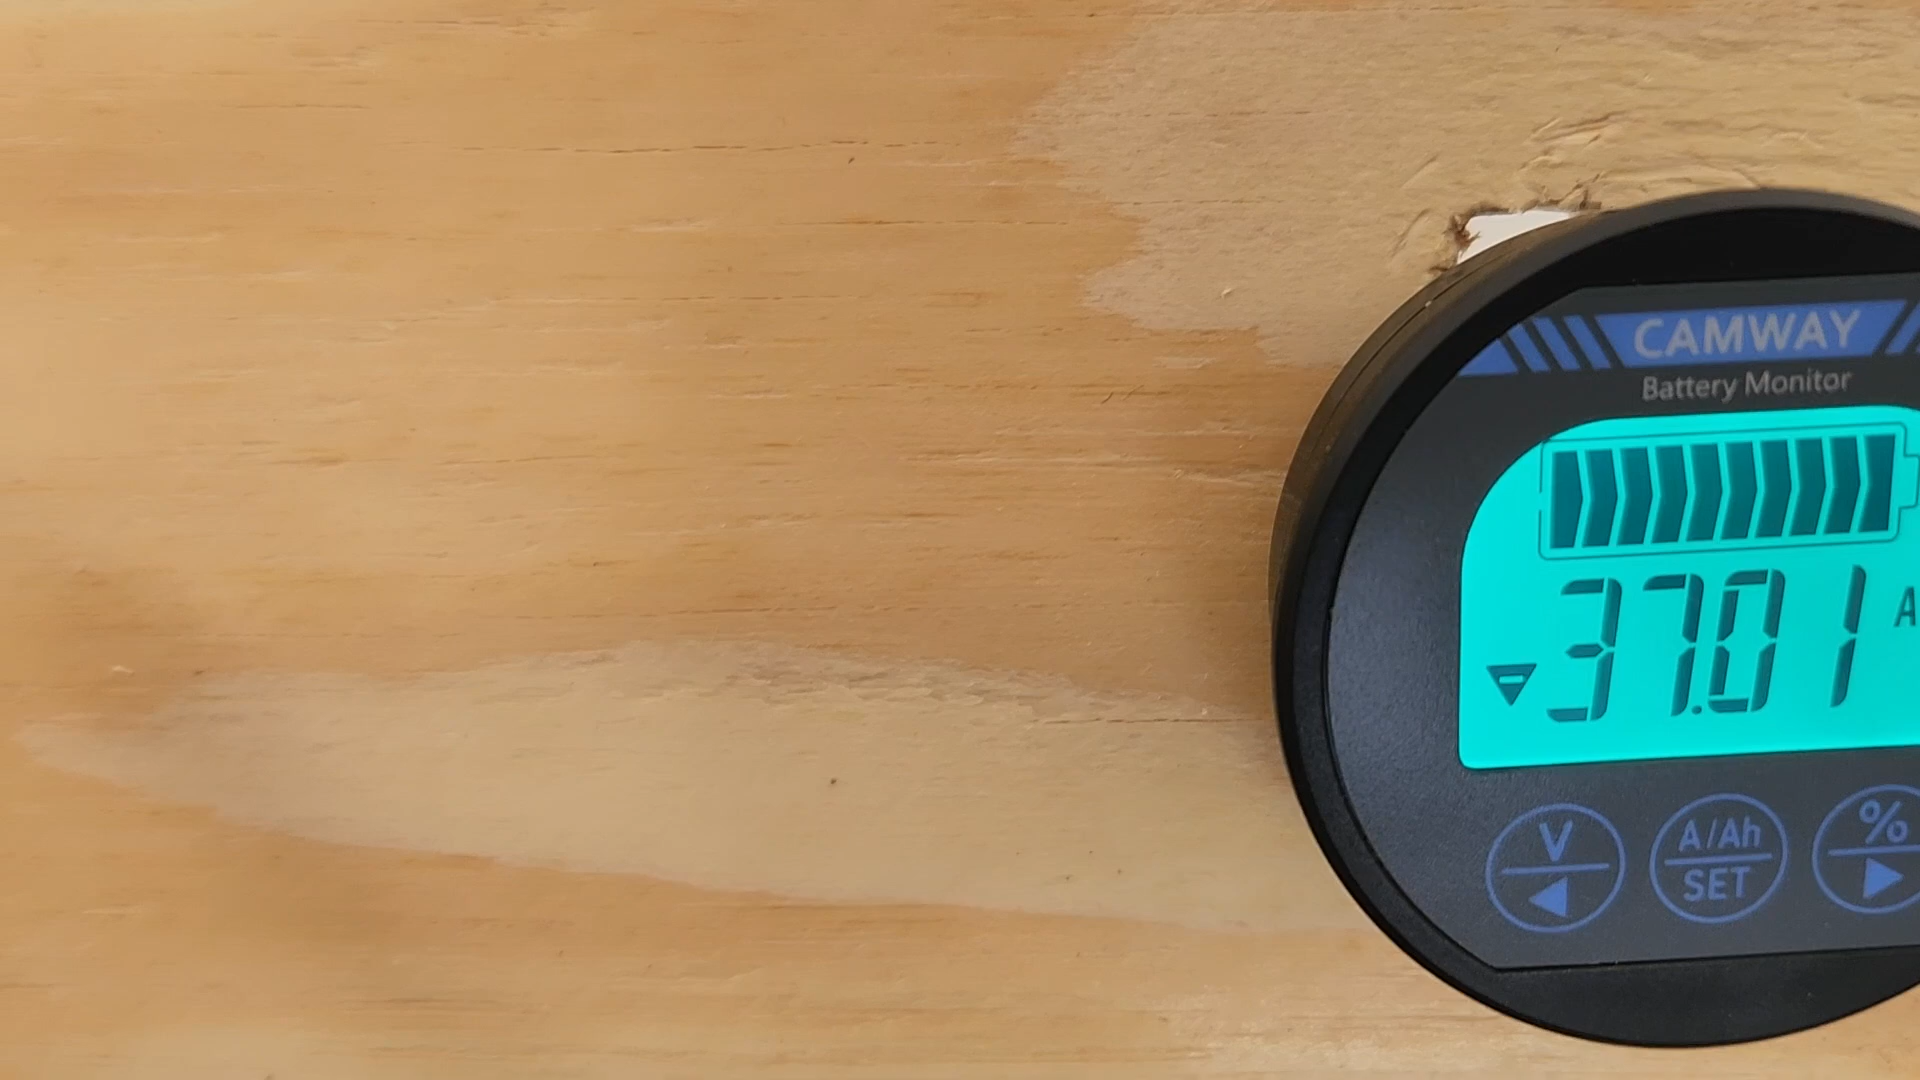 CAMWAY
Battery Monitor
37.01 A
V A/Ah %
SET